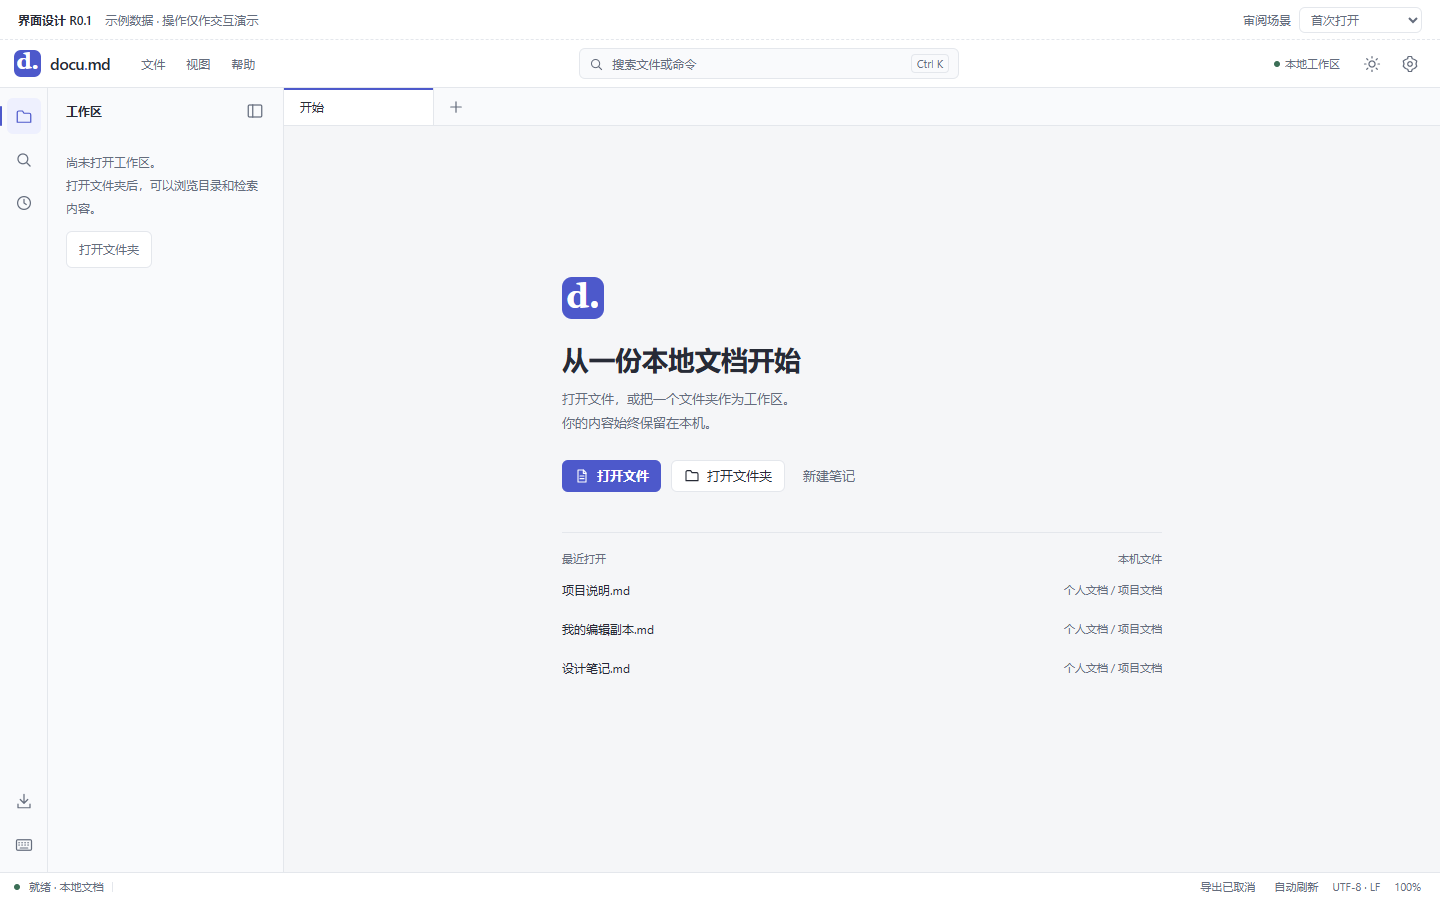 界面设计 R0.1 示例数据 · 操作仅作交互演示 审阅场景 首次打开
d. docu.md 文件 视图 帮助 搜索文件或命令 Ctrl K 本地工作区
工作区
开始
尚未打开工作区。
打开文件夹后，可以浏览目录和检索
内容。
打开文件夹
d.
从一份本地文档开始
打开文件，或把一个文件夹作为工作区。
你的内容始终保留在本机。
打开文件 打开文件夹 新建笔记
最近打开 本机文件
项目说明.md 个人文档 / 项目文档
我的编辑副本.md 个人文档 / 项目文档
设计笔记.md 个人文档 / 项目文档
就绪 · 本地文档 导出已取消 自动刷新 UTF-8 · LF 100%